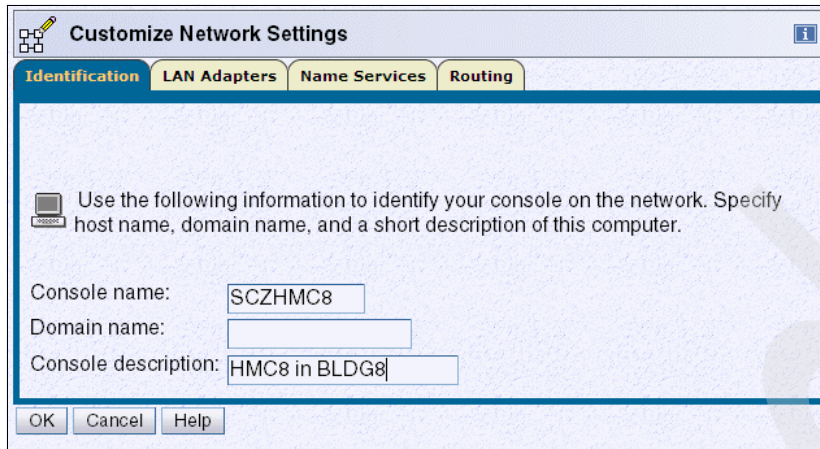 Customize Network Settings
i
Identification LAN Adapters Name Services Routing
Use the following information to identify your console on the network. Specify
host name, domain name, and a short description of this computer.
Console name: SCZHMC8
Domain name:
Console description: HMC8 in BLDG8
OK Cancel Help